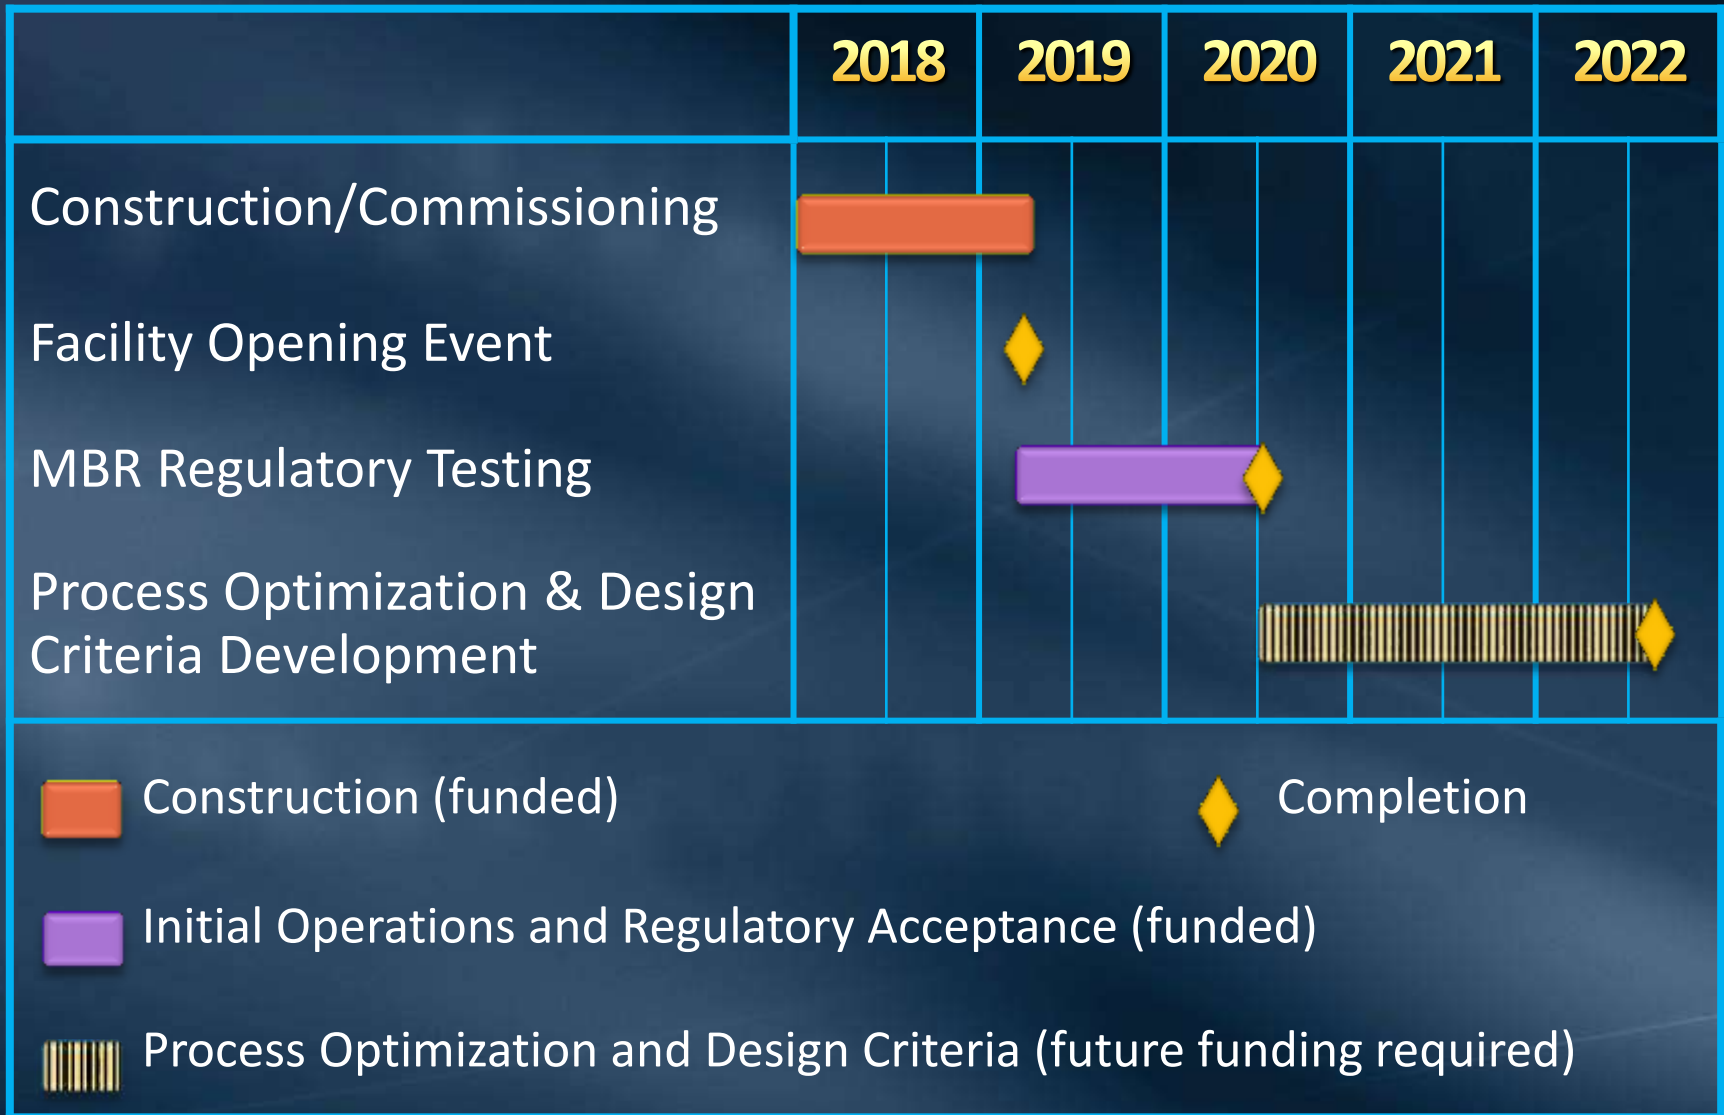 2018 2019 2020 2021 2022
Construction/Commissioning
Facility Opening Event
MBR Regulatory Testing
Process Optimization & Design
Criteria Development
Construction (funded)
Completion
Initial Operations and Regulatory Acceptance (funded)
Process Optimization and Design Criteria (future funding required)